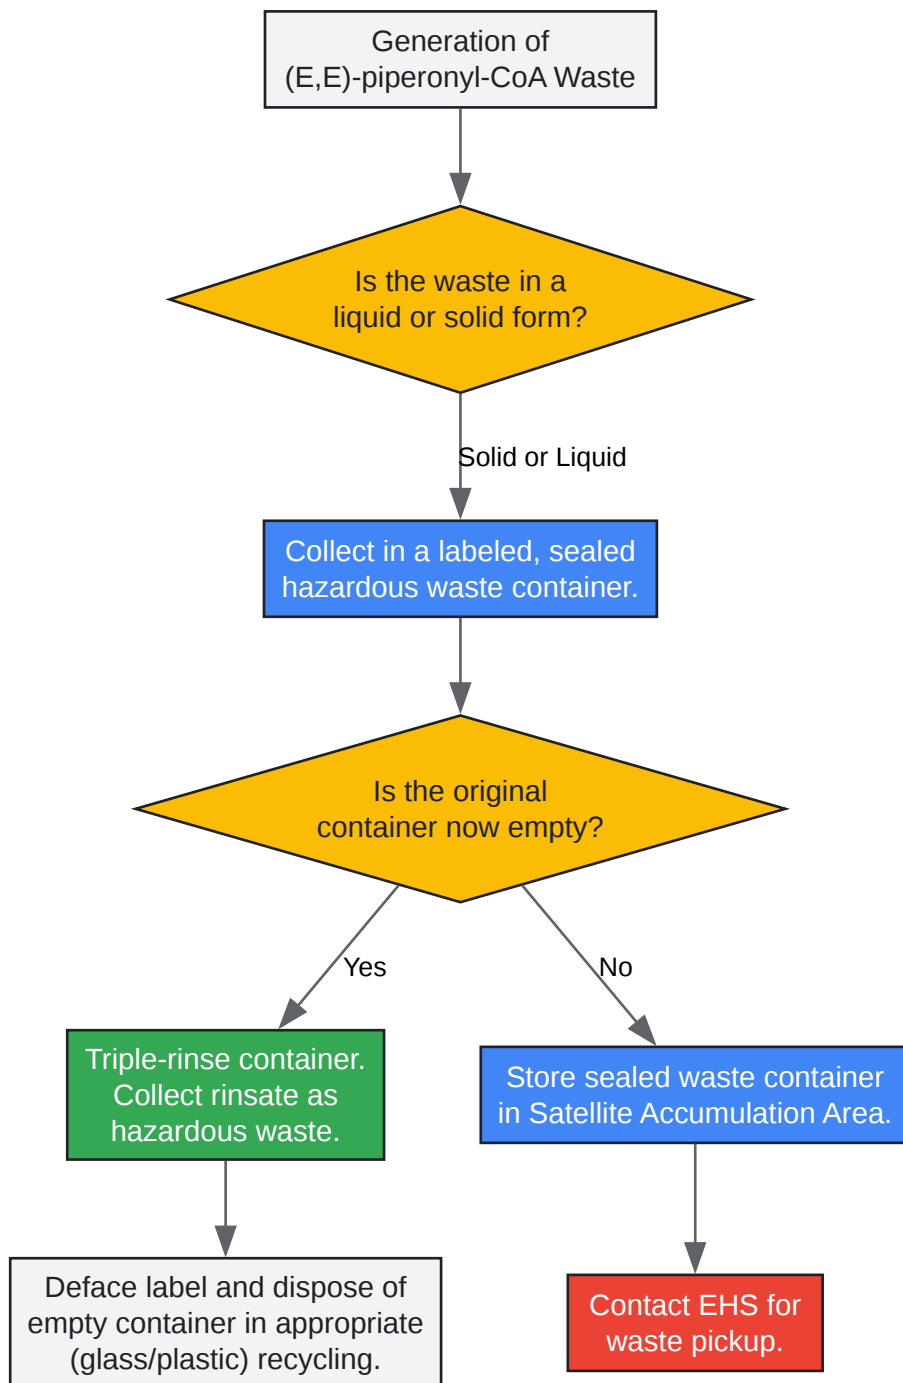 Generation of
(E,E)-piperonyl-CoA Waste
Is the waste in a
liquid or solid form?
Solid or Liquid
Collect in a labeled, sealed
hazardous waste container.
Is the original
container now empty?
Yes
No
Triple-rinse container.
Collect rinsate as
hazardous waste.
Store sealed waste container
in Satellite Accumulation Area.
Deface label and dispose of
empty container in appropriate
(glass/plastic) recycling.
Contact EHS for
waste pickup.